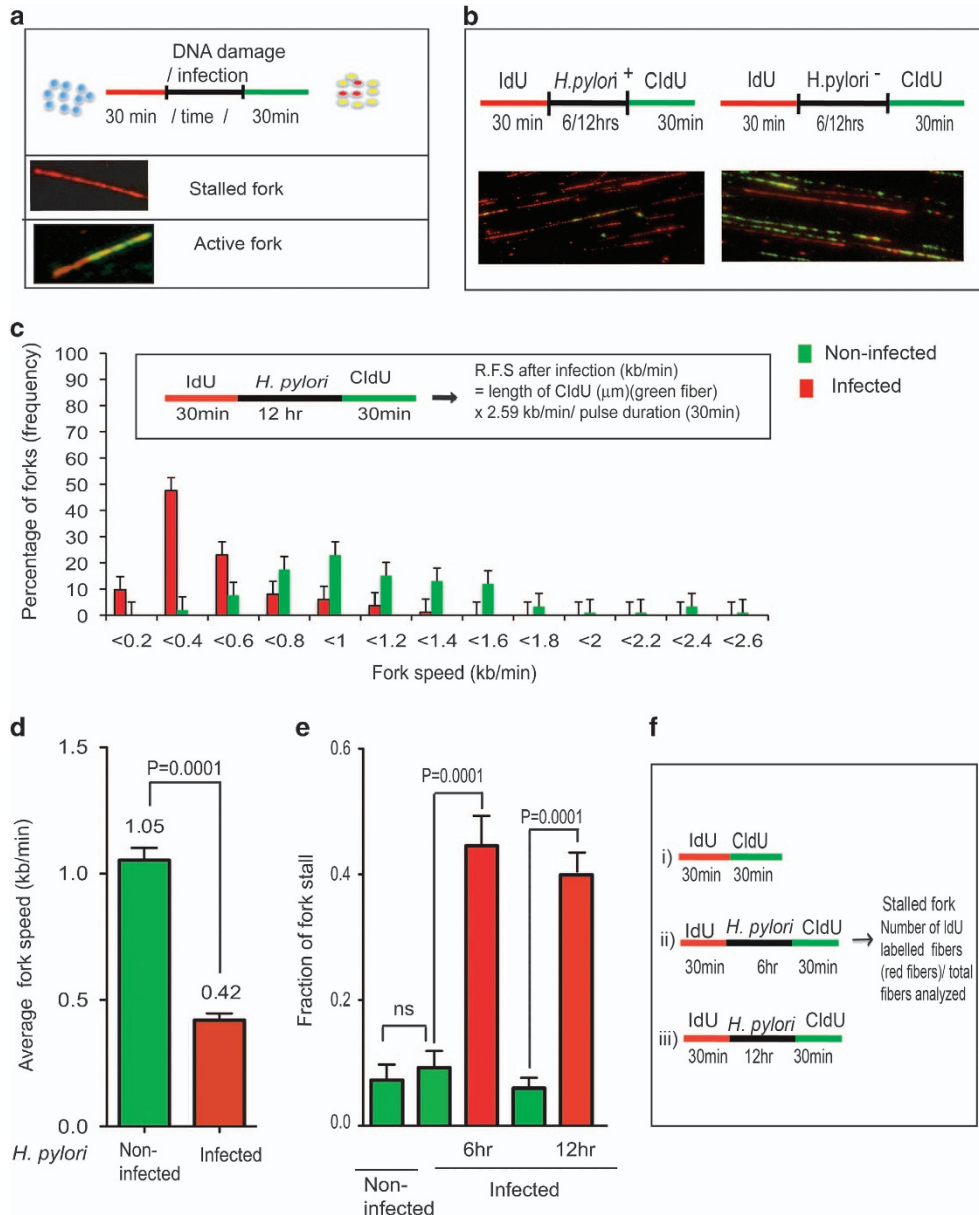 a
DNA damage
/ infection
30 min / time / 30min
Stalled fork
Active fork
b
IdU H.pylori + CldU
30 min 6/12hrs 30min
IdU H.pylori - CldU
30 min 6/12hrs 30min
c
Percentage of forks (frequency)
100
90
80
70
60
50
40
30
20
10
0
IdU H. pylori CldU
30min 12 hr 30min
R.F.S after infection (kb/min)
= length of CldU (μm)(green fiber)
x 2.59 kb/min/ pulse duration (30min)
Non-infected
Infected
<0.2 <0.4 <0.6 <0.8 <1 <1.2 <1.4 <1.6 <1.8 <2 <2.2 <2.4 <2.6
Fork speed (kb/min)
d
Average fork speed (kb/min)
1.5
1.0
0.5
0.0
P=0.0001
1.05
0.42
H. pylori
Non-
infected
Infected
e
Fraction of fork stall
0.6
0.4
0.2
0.0
P=0.0001
P=0.0001
ns
6hr 12hr
Non-
infected
Infected
f
i)
IdU CldU
30min 30min
ii)
IdU H. pylori CldU
30min 6hr 30min
iii)
IdU H. pylori CldU
30min 12hr 30min
Stalled fork
Number of IdU
labelled fibers
(red fibers)/ total
fibers analyzed